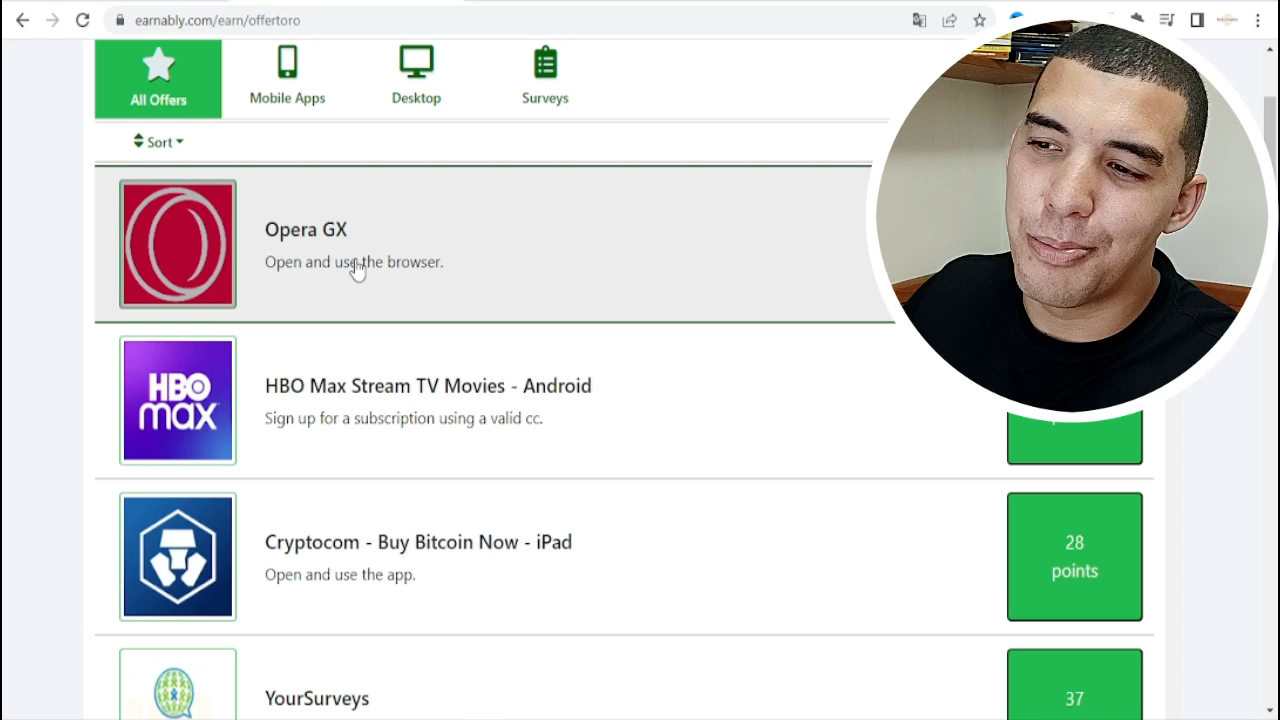 earnably.com/earn/offertoro
All Offers
Mobile Apps
Desktop
Surveys
Sort
Opera GX
Open and use the browser.
HBO Max Stream TV Movies - Android
Sign up for a subscription using a valid cc.
HBO
max
Cryptocom - Buy Bitcoin Now - iPad
Open and use the app.
28
points
YourSurveys
37